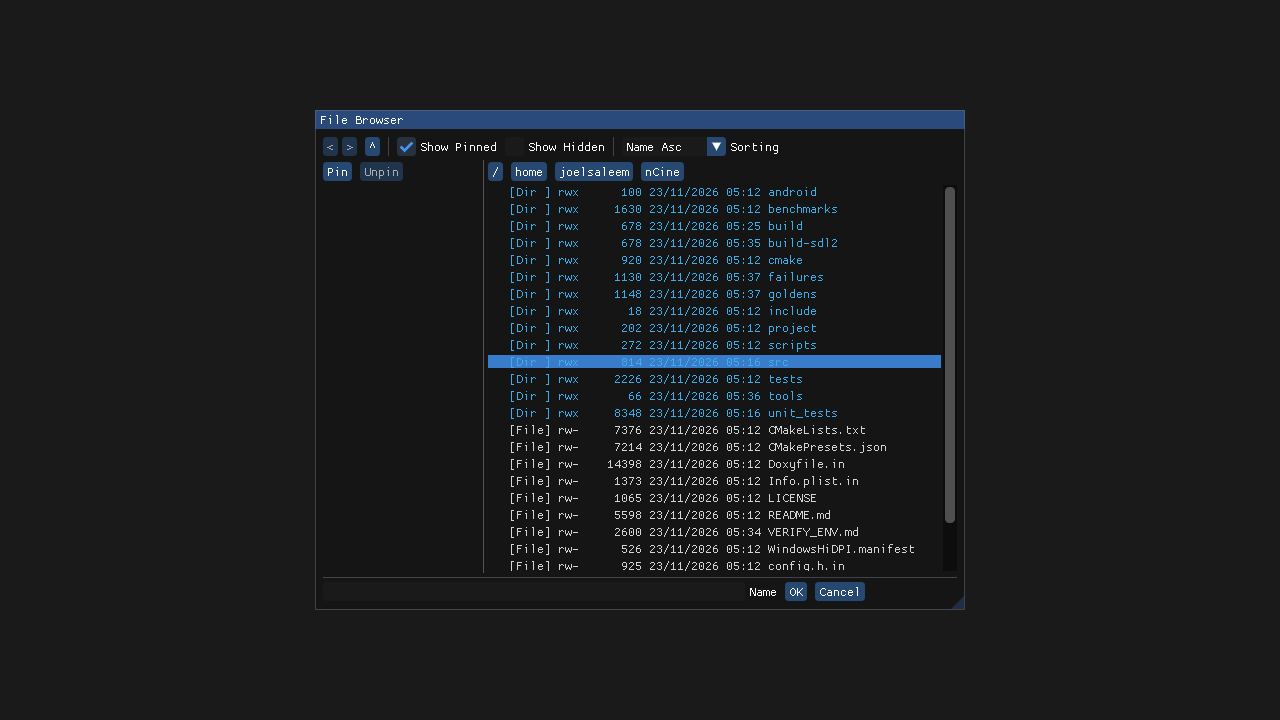 File Browser
< > ^ Show Pinned Show Hidden Name Asc Sorting
Pin Unpin / home joelsaleem nCine
[Dir ] rwx 100 23/11/2026 05:12 android
[Dir ] rwx 1630 23/11/2026 05:12 benchmarks
[Dir ] rwx 678 23/11/2026 05:25 build
[Dir ] rwx 678 23/11/2026 05:35 build-sdl2
[Dir ] rwx 920 23/11/2026 05:12 cmake
[Dir ] rwx 1130 23/11/2026 05:37 failures
[Dir ] rwx 1148 23/11/2026 05:37 goldens
[Dir ] rwx 18 23/11/2026 05:12 include
[Dir ] rwx 202 23/11/2026 05:12 project
[Dir ] rwx 272 23/11/2026 05:12 scripts
[Dir ] rwx 814 23/11/2026 05:16 src
[Dir ] rwx 2226 23/11/2026 05:12 tests
[Dir ] rwx 66 23/11/2026 05:36 tools
[Dir ] rwx 8348 23/11/2026 05:16 unit_tests
[File] rw- 7376 23/11/2026 05:12 CMakeLists.txt
[File] rw- 7214 23/11/2026 05:12 CMakePresets.json
[File] rw- 14398 23/11/2026 05:12 Doxyfile.in
[File] rw- 1373 23/11/2026 05:12 Info.plist.in
[File] rw- 1065 23/11/2026 05:12 LICENSE
[File] rw- 5598 23/11/2026 05:12 README.md
[File] rw- 2600 23/11/2026 05:34 VERIFY_ENV.md
[File] rw- 526 23/11/2026 05:12 WindowsHiDPI.manifest
[File] rw- 925 23/11/2026 05:12 config.h.in
Name OK Cancel